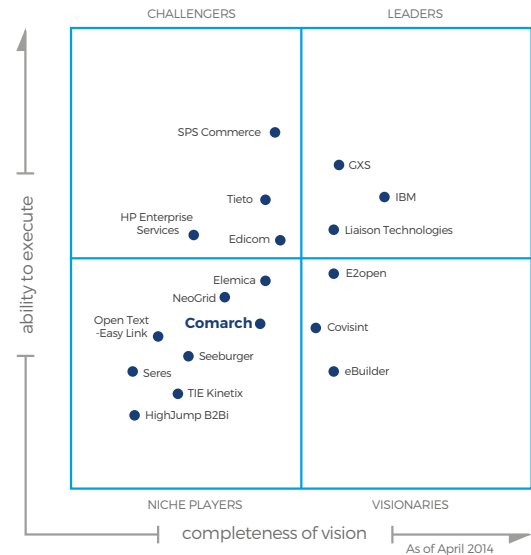 CHALLENGERS
LEADERS
SPS Commerce
GXS
IBM
Tieto
HP Enterprise
Services
Liaison Technologies
Edicom
ability to execute
E2open
Elemica
NeoGrid
Open Text
-Easy Link
Comarch
Covisint
Seeburger
Seres
eBuilder
TIE Kinetix
HighJump B2Bi
NICHE PLAYERS
VISIONARIES
completeness of vision
As of April 2014